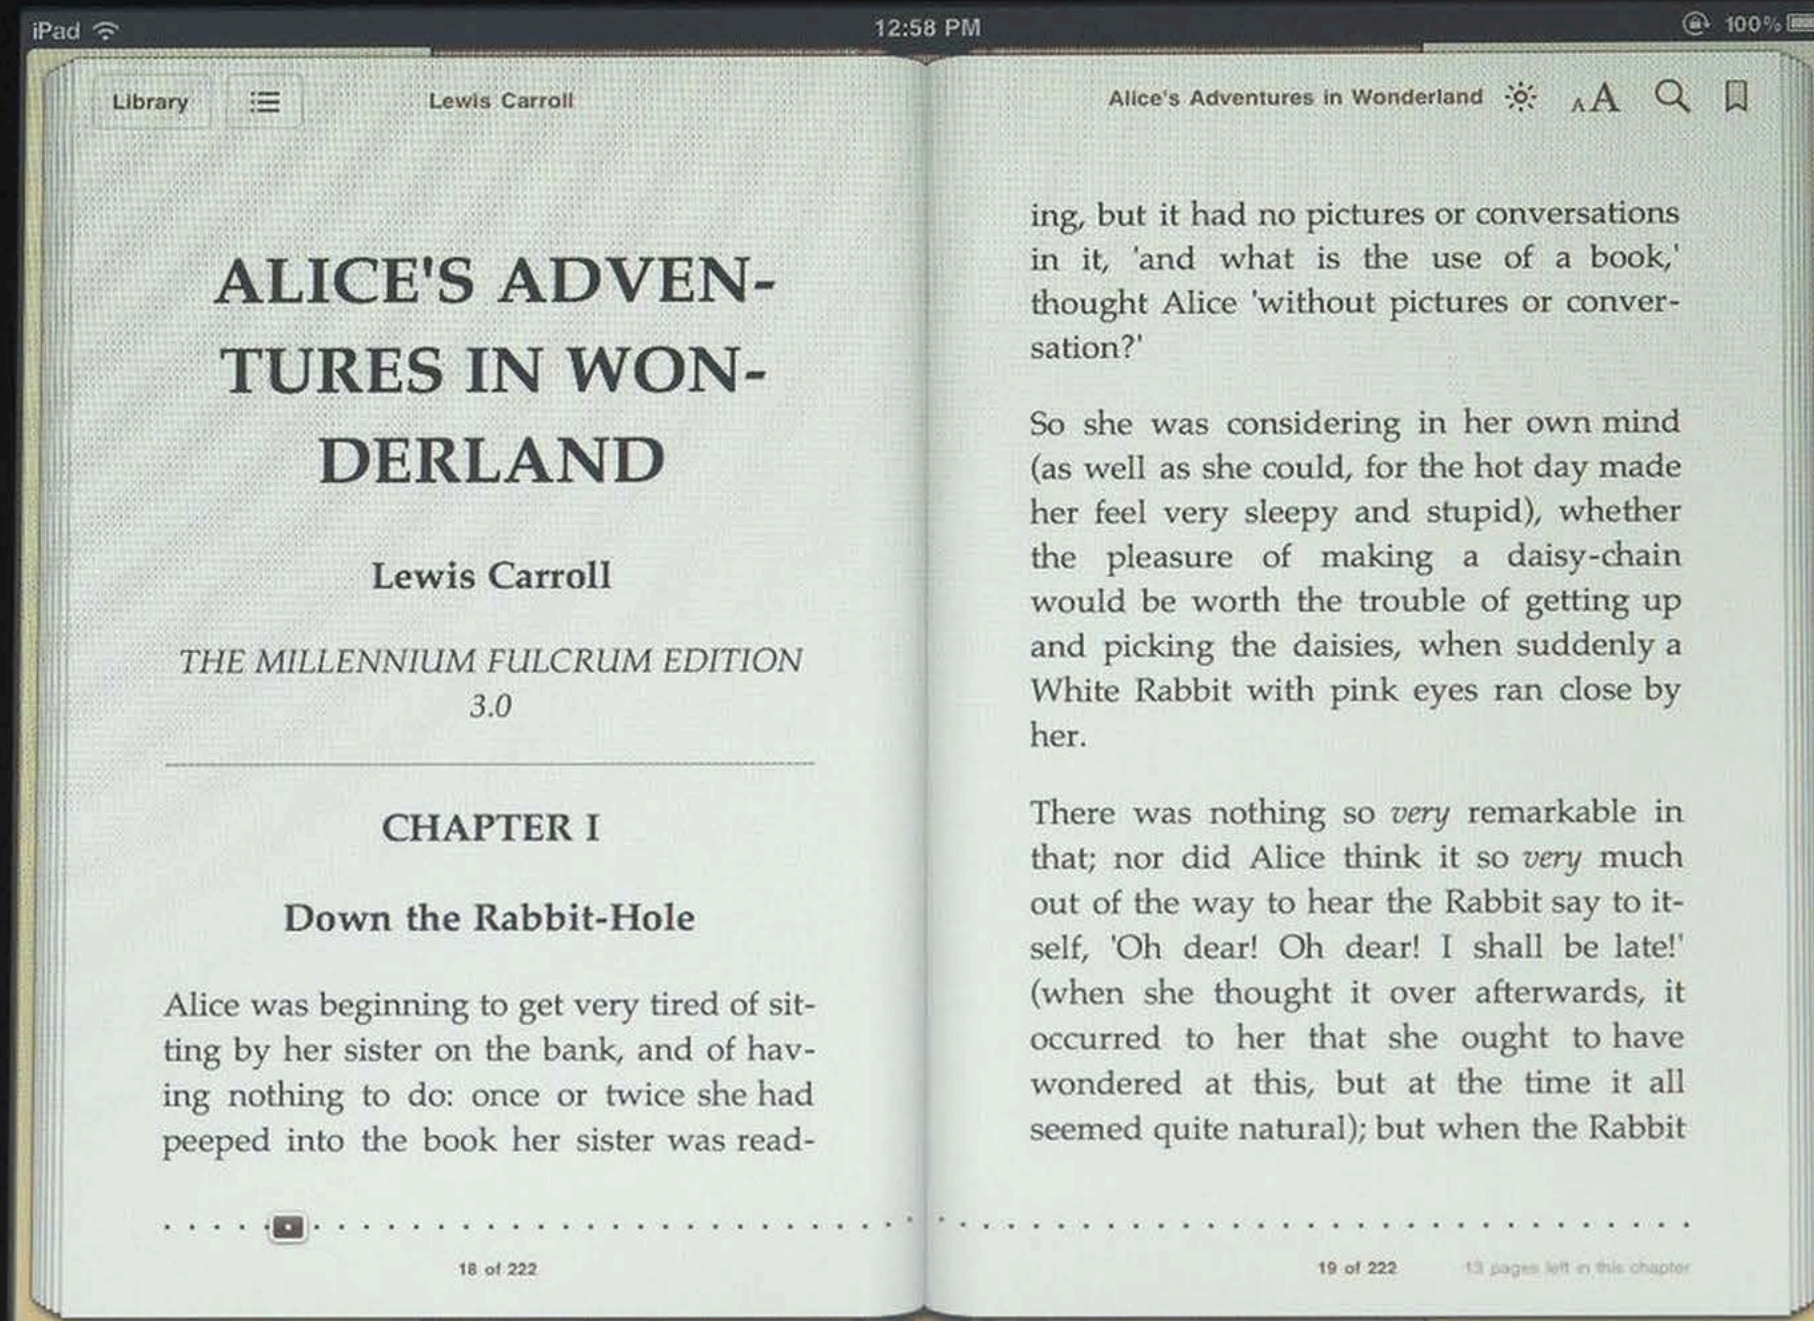 iPad
12:58 PM
100%
Library
Lewis Carroll
Alice's Adventures in Wonderland
AA
ALICE'S ADVEN-
TURES IN WON-
DERLAND
Lewis Carroll
THE MILLENNIUM FULCRUM EDITION
3.0
CHAPTER I
Down the Rabbit-Hole
Alice was beginning to get very tired of sit-
ting by her sister on the bank, and of hav-
ing nothing to do: once or twice she had
peeped into the book her sister was read-
18 of 222
ing, but it had no pictures or conversations
in it, 'and what is the use of a book,'
thought Alice 'without pictures or conver-
sation?'
So she was considering in her own mind
(as well as she could, for the hot day made
her feel very sleepy and stupid), whether
the pleasure of making a daisy-chain
would be worth the trouble of getting up
and picking the daisies, when suddenly a
White Rabbit with pink eyes ran close by
her.
There was nothing so very remarkable in
that; nor did Alice think it so very much
out of the way to hear the Rabbit say to it-
self, 'Oh dear! Oh dear! I shall be late!'
(when she thought it over afterwards, it
occurred to her that she ought to have
wondered at this, but at the time it all
seemed quite natural); but when the Rabbit
19 of 222
13 pages left in this chapter